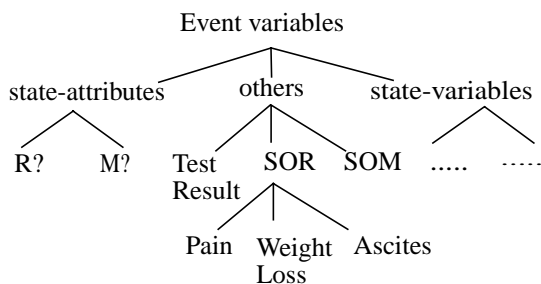 Event variables
state-attributes others state-variables
R? M? Test Result SOR SOM ..... -----
Pain Weight Loss Ascites